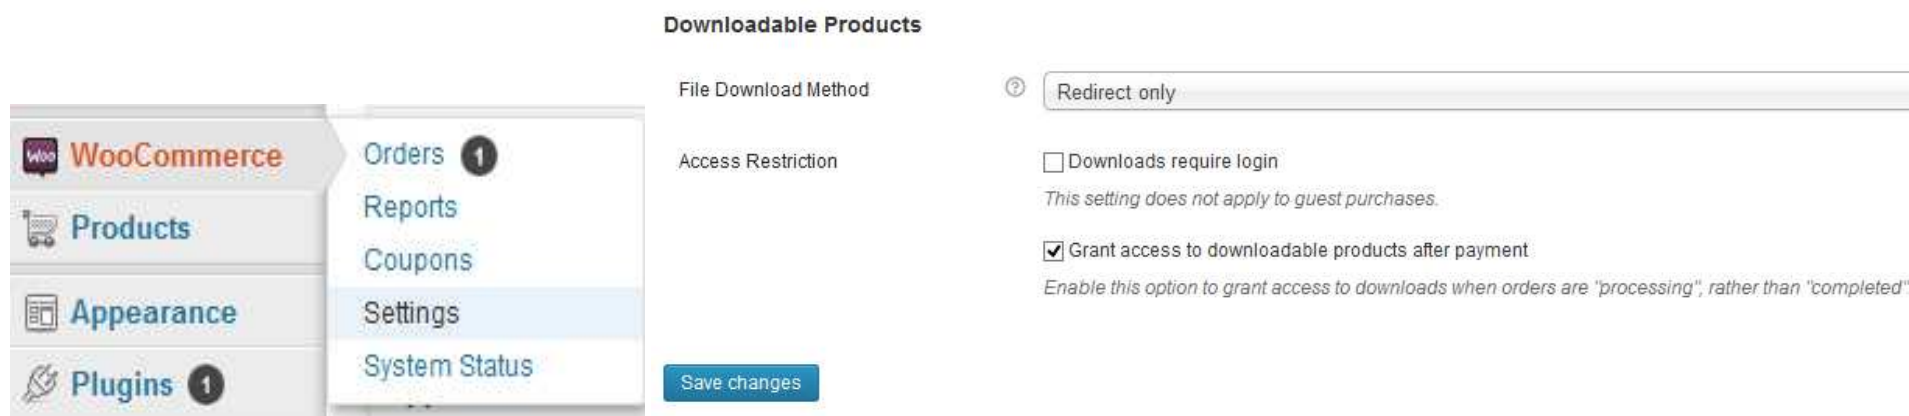 WooCommerce
Products
Appearance
Plugins 1
Orders 1
Reports
Coupons
Settings
System Status
Downloadable Products
File Download Method ? Redirect only
Access Restriction Downloads require login
This setting does not apply to guest purchases.
Grant access to downloadable products after payment
Enable this option to grant access to downloads when orders are "processing", rather than "completed".
Save changes